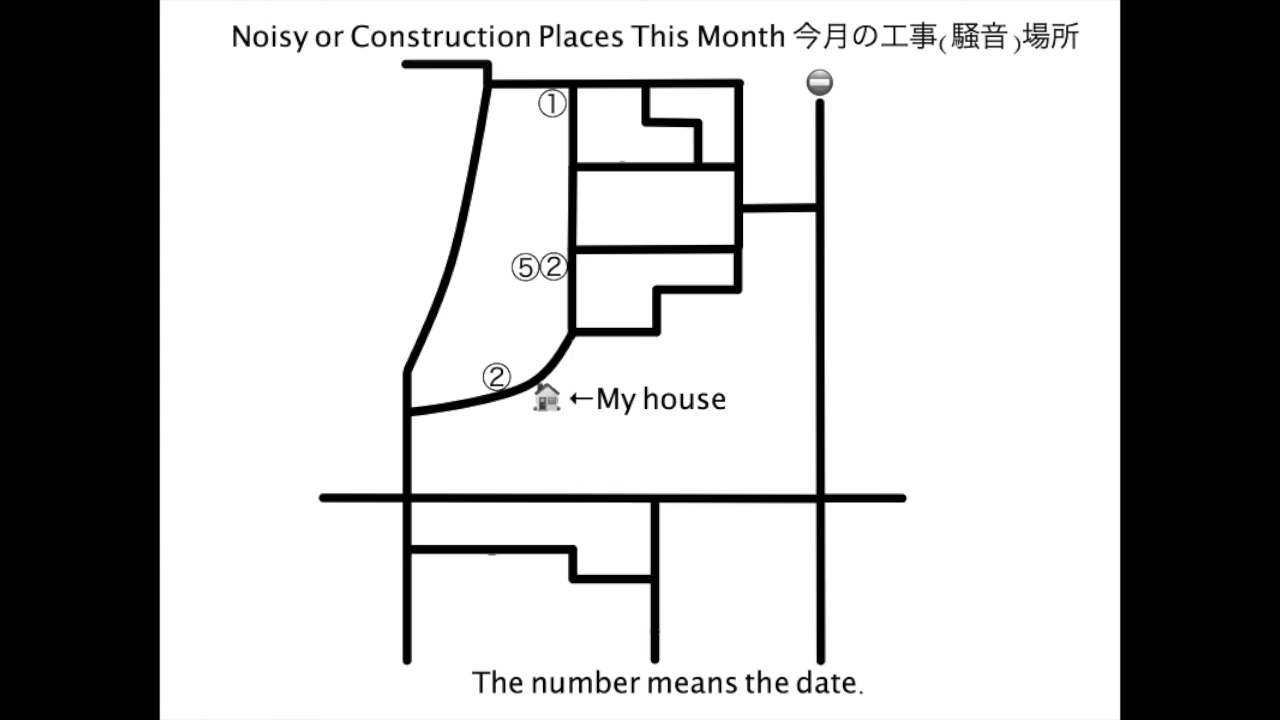 Noisy or Construction Places This Month 今月の工事(騒音)場所
①
⑤②
②
←My house
The number means the date.